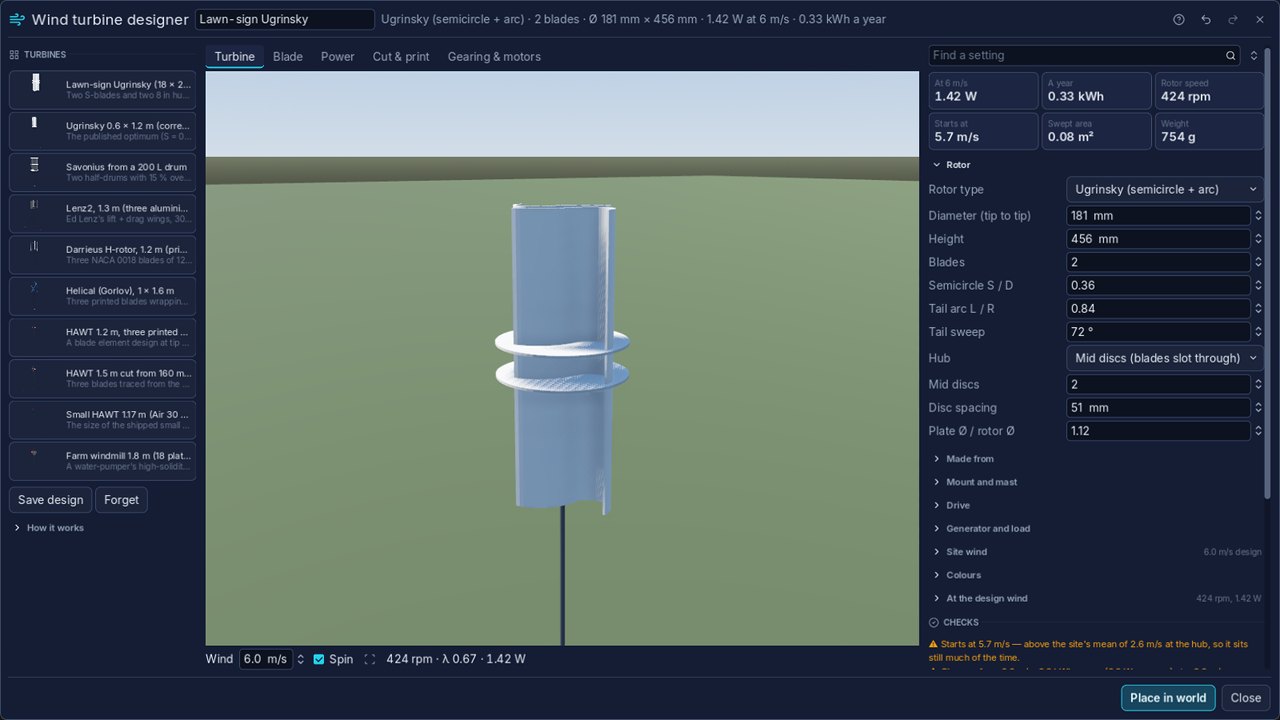 Wind turbine designer
Lawn-sign Ugrinsky
Ugrinsky (semicircle + arc) · 2 blades · Ø 181 mm × 456 mm · 1.42 W at 6 m/s · 0.33 kWh a year
TURBINES
Lawn-sign Ugrinsky (18 × 2...
Two S-blades and two 8 in hu...
Ugrinsky 0.6 × 1.2 m (corre...
The published optimum (S = 0...
Savonius from a 200 L drum
Two half-drums with 15 % ove...
Lenz2, 1.3 m (three alumini...
Ed Lenz's lift + drag wings, 30...
Darrieus H-rotor, 1.2 m (pri...
Three NACA 0018 blades of 12...
Helical (Gorlov), 1 × 1.6 m
Three printed blades wrappin...
HAWT 1.2 m, three printed ...
A blade element design at tip ...
HAWT 1.5 m cut from 160 m...
Three blades traced from the ...
Small HAWT 1.17 m (Air 30 ...
The size of the shipped small ...
Farm windmill 1.8 m (18 plat...
A water-pumper's high-solidit...
Save design
Forget
How it works
Turbine
Blade
Power
Cut & print
Gearing & motors
Wind
6.0 m/s
Spin
424 rpm · λ 0.67 · 1.42 W
Find a setting
At 6 m/s
1.42 W
A year
0.33 kWh
Rotor speed
424 rpm
Starts at
5.7 m/s
Swept area
0.08 m²
Weight
754 g
Rotor
Rotor type
Ugrinsky (semicircle + arc)
Diameter (tip to tip)
181 mm
Height
456 mm
Blades
2
Semicircle S / D
0.36
Tail arc L / R
0.84
Tail sweep
72 °
Hub
Mid discs (blades slot through)
Mid discs
2
Disc spacing
51 mm
Plate Ø / rotor Ø
1.12
Made from
Mount and mast
Drive
Generator and load
Site wind
6.0 m/s design
Colours
At the design wind
424 rpm, 1.42 W
CHECKS
Starts at 5.7 m/s — above the site's mean of 2.6 m/s at the hub, so it sits
still much of the time.
Place in world
Close